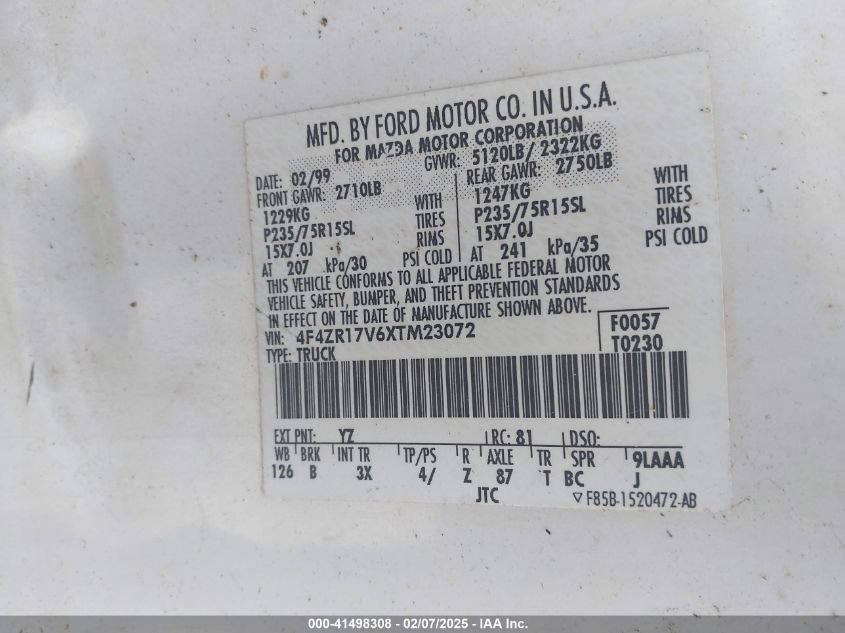 MFD. BY FORD MOTOR CO. IN U.S.A.
FOR MAZDA MOTOR CORPORATION
DATE: 02/99 GVWR: 5120LB/ 2322KG
FRONT GAWR: 2710LB REAR GAWR: 2750LB
1229KG WITH 1247KG WITH
P235/75R15SL TIRES P235/75R15SL TIRES
15X7.0J RIMS 15X7.0J RIMS
AT 207 kPa/30 PSI COLD AT 241 kPa/35 PSI COLD
THIS VEHICLE CONFORMS TO ALL APPLICABLE FEDERAL MOTOR
VEHICLE SAFETY, BUMPER, AND THEFT PREVENTION STANDARDS
IN EFFECT ON THE DATE OF MANUFACTURE SHOWN ABOVE.
VIN: 4F4ZR17V6XTM23072 F0057
TYPE: TRUCK T0230
EXT PNT: YZ RC: 81 DSO:
WB BRK INT TR TP/PS R AXLE TR SPR 9LAAA
126 B 3X 4/ Z 87 T BC J
JTC ▽ F85B-1520472-AB
000-41498308 - 02/07/2025 - IAA Inc.